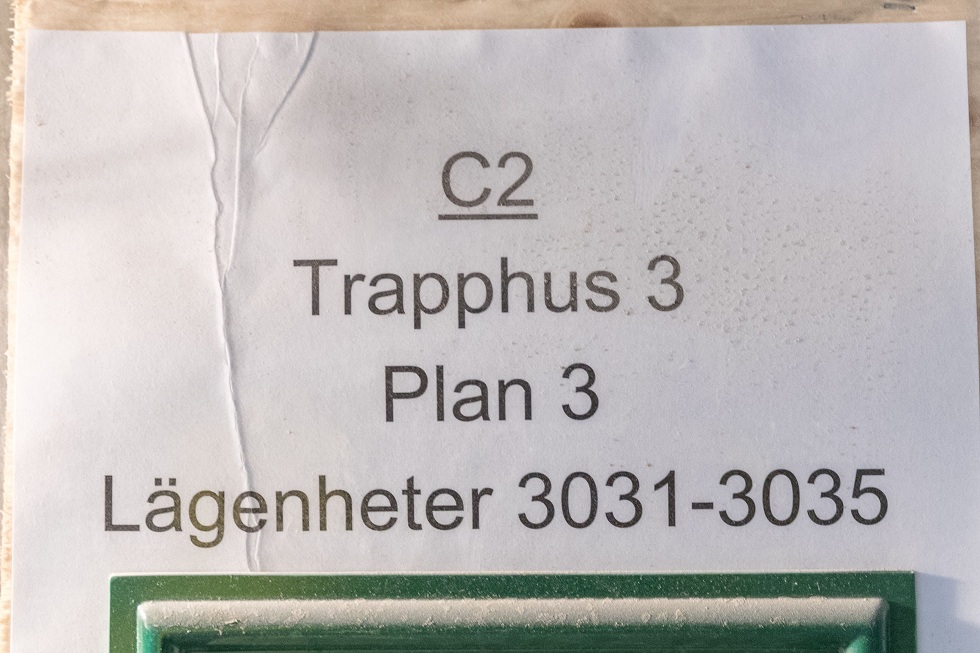 C2
Trapphus 3
Plan 3
Lägenheter 3031-3035